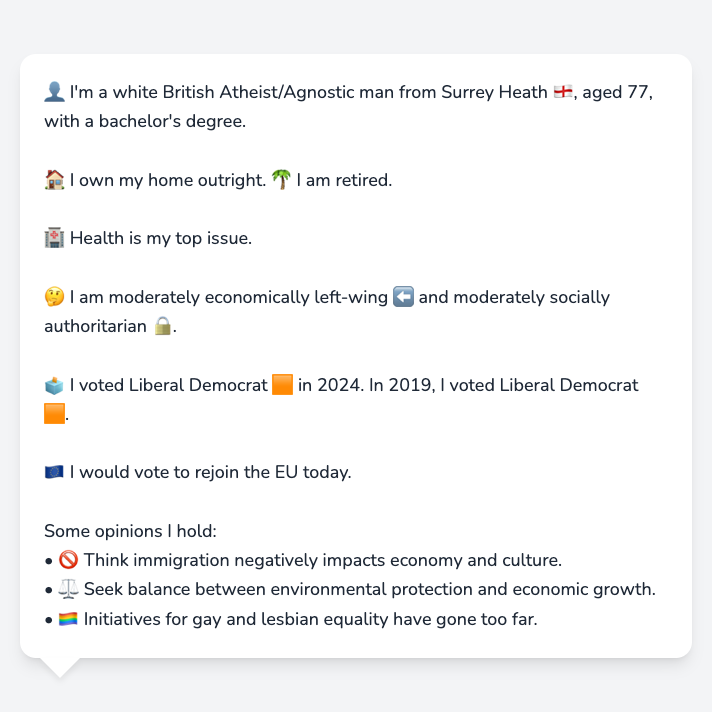 👤 I'm a white British Atheist/Agnostic man from Surrey Heath 🏴󠁧󠁢󠁥󠁮󠁧󠁿, aged 77,
with a bachelor's degree.
🏠 I own my home outright. 🌴 I am retired.
🏥 Health is my top issue.
🤔 I am moderately economically left-wing ⬅️ and moderately socially
authoritarian 🔒.
🗳️ I voted Liberal Democrat 🟧 in 2024. In 2019, I voted Liberal Democrat
🟧.
🇪🇺 I would vote to rejoin the EU today.
Some opinions I hold:
• 🚫 Think immigration negatively impacts economy and culture.
• ⚖️ Seek balance between environmental protection and economic growth.
• 🏳️‍🌈 Initiatives for gay and lesbian equality have gone too far.